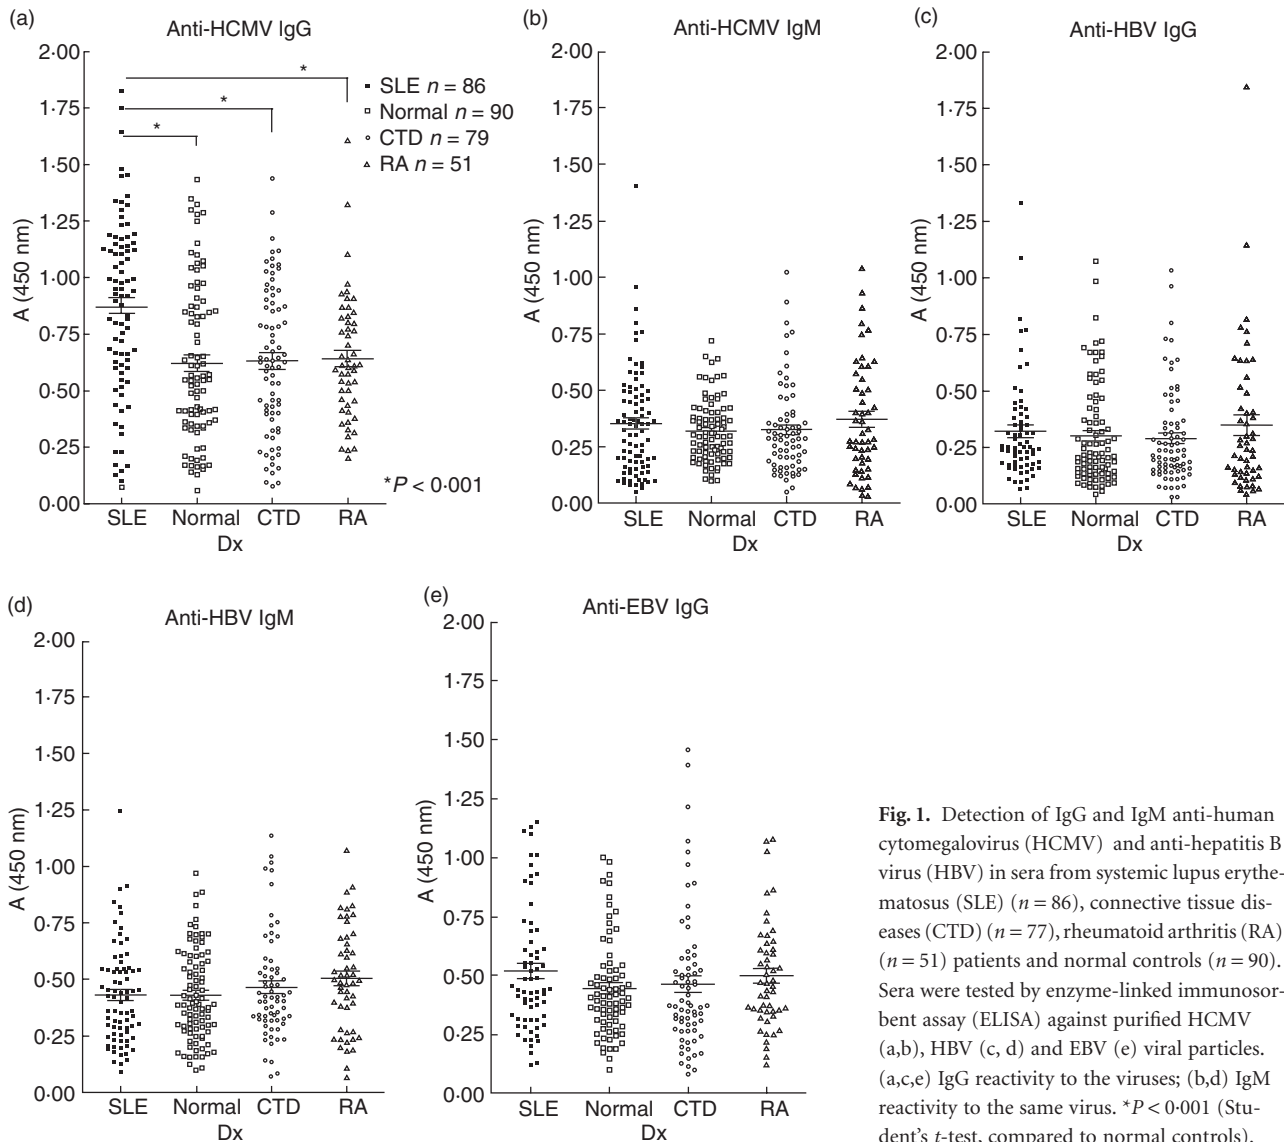 (a)
Anti-HCMV IgG
2·00
1·75
1·50
1·25
1·00
0·75
0·50
0·25
0·00
A (450 nm)
*
*
*
SLE n = 86
Normal n = 90
CTD n = 79
RA n = 51
*P < 0·001
SLE Normal CTD RA
Dx
(b)
Anti-HCMV IgM
2·00
1·75
1·50
1·25
1·00
0·75
0·50
0·25
0·00
A (450 nm)
SLE Normal CTD RA
Dx
(c)
Anti-HBV IgG
2·00
1·75
1·50
1·25
1·00
0·75
0·50
0·25
0·00
A (450 nm)
SLE Normal CTD RA
Dx
(d)
Anti-HBV IgM
2·00
1·75
1·50
1·25
1·00
0·75
0·50
0·25
0·00
A (450 nm)
SLE Normal CTD RA
Dx
(e)
Anti-EBV IgG
2·00
1·75
1·50
1·25
1·00
0·75
0·50
0·25
0·00
A (450 nm)
SLE Normal CTD RA
Dx
Fig. 1. Detection of IgG and IgM anti-human
cytomegalovirus (HCMV) and anti-hepatitis B
virus (HBV) in sera from systemic lupus erythe-
matosus (SLE) (n = 86), connective tissue dis-
eases (CTD) (n = 77), rheumatoid arthritis (RA)
(n = 51) patients and normal controls (n = 90).
Sera were tested by enzyme-linked immunosor-
bent assay (ELISA) against purified HCMV
(a,b), HBV (c, d) and EBV (e) viral particles.
(a,c,e) IgG reactivity to the viruses; (b,d) IgM
reactivity to the same virus. *P < 0·001 (Stu-
dent's t-test, compared to normal controls).